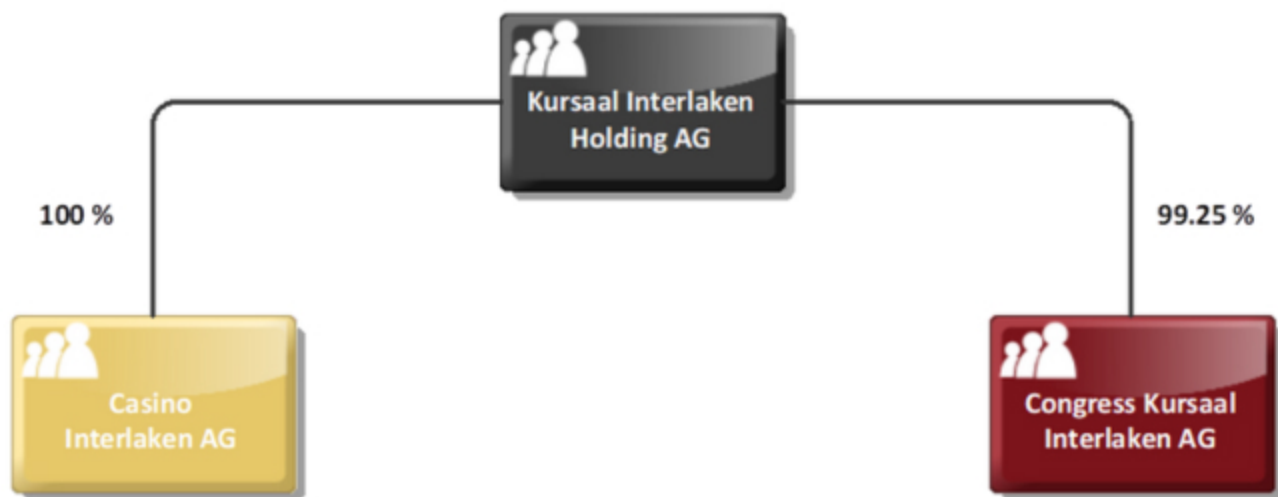 Kursaal Interlaken
Holding AG
100 %
99.25 %
Casino
Interlaken AG
Congress Kursaal
Interlaken AG